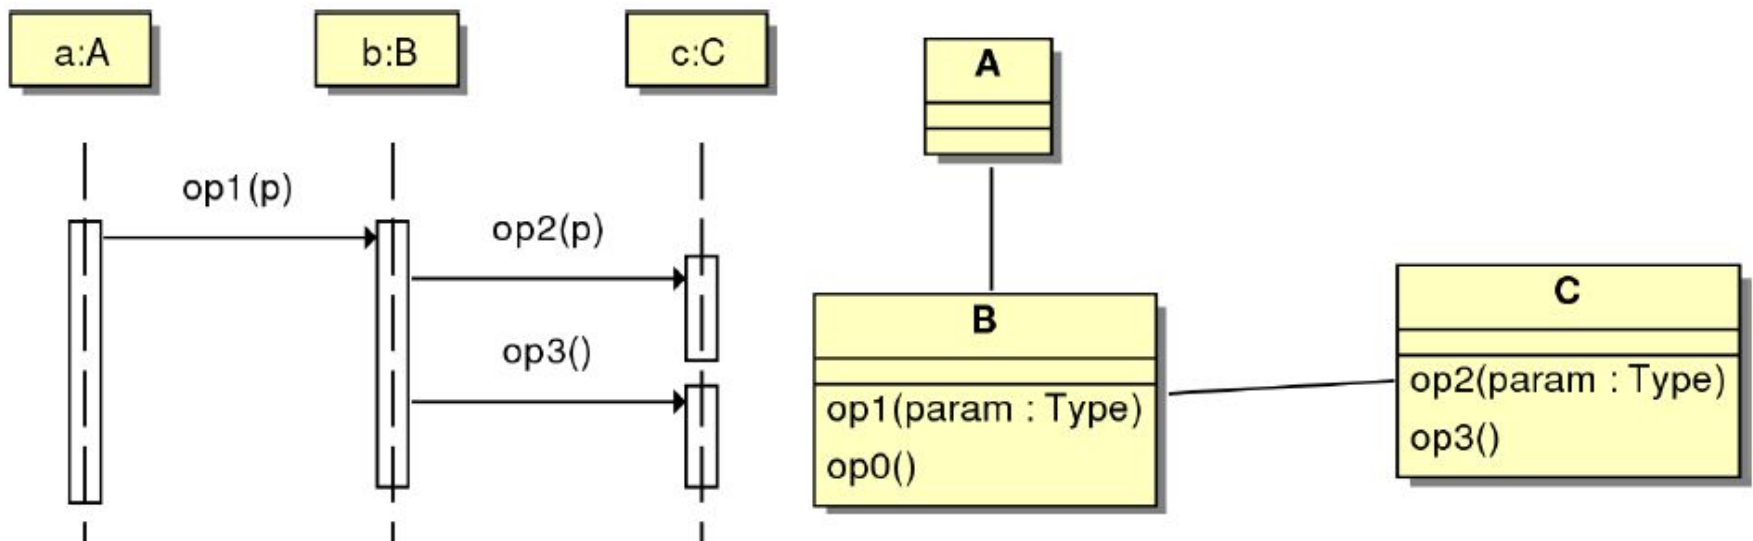 a:A
b:B
c:C
op1(p)
op2(p)
op3()
A
B
op1(param : Type)
op0()
C
op2(param : Type)
op3()